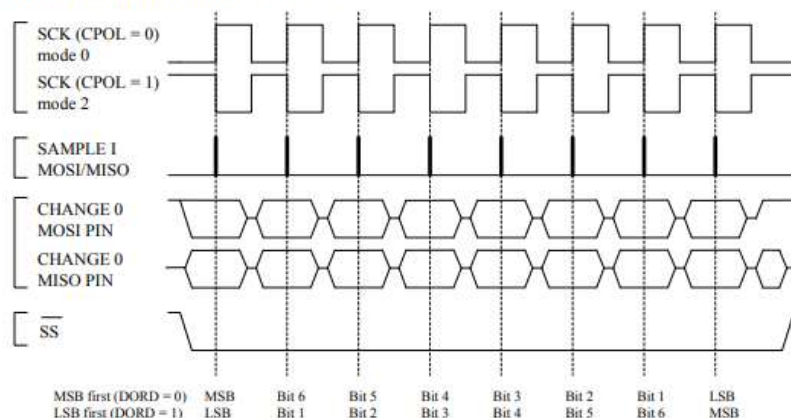 SCK (CPOL = 0)
mode 0
SCK (CPOL = 1)
mode 2
SAMPLE I
MOSI/MISO
CHANGE 0
MOSI PIN
CHANGE 0
MISO PIN
SS
MSB first (DORD = 0) MSB Bit 6 Bit 5 Bit 4 Bit 3 Bit 2 Bit 1 LSB
LSB first (DORD = 1) LSB Bit 1 Bit 2 Bit 3 Bit 4 Bit 5 Bit 6 MSB